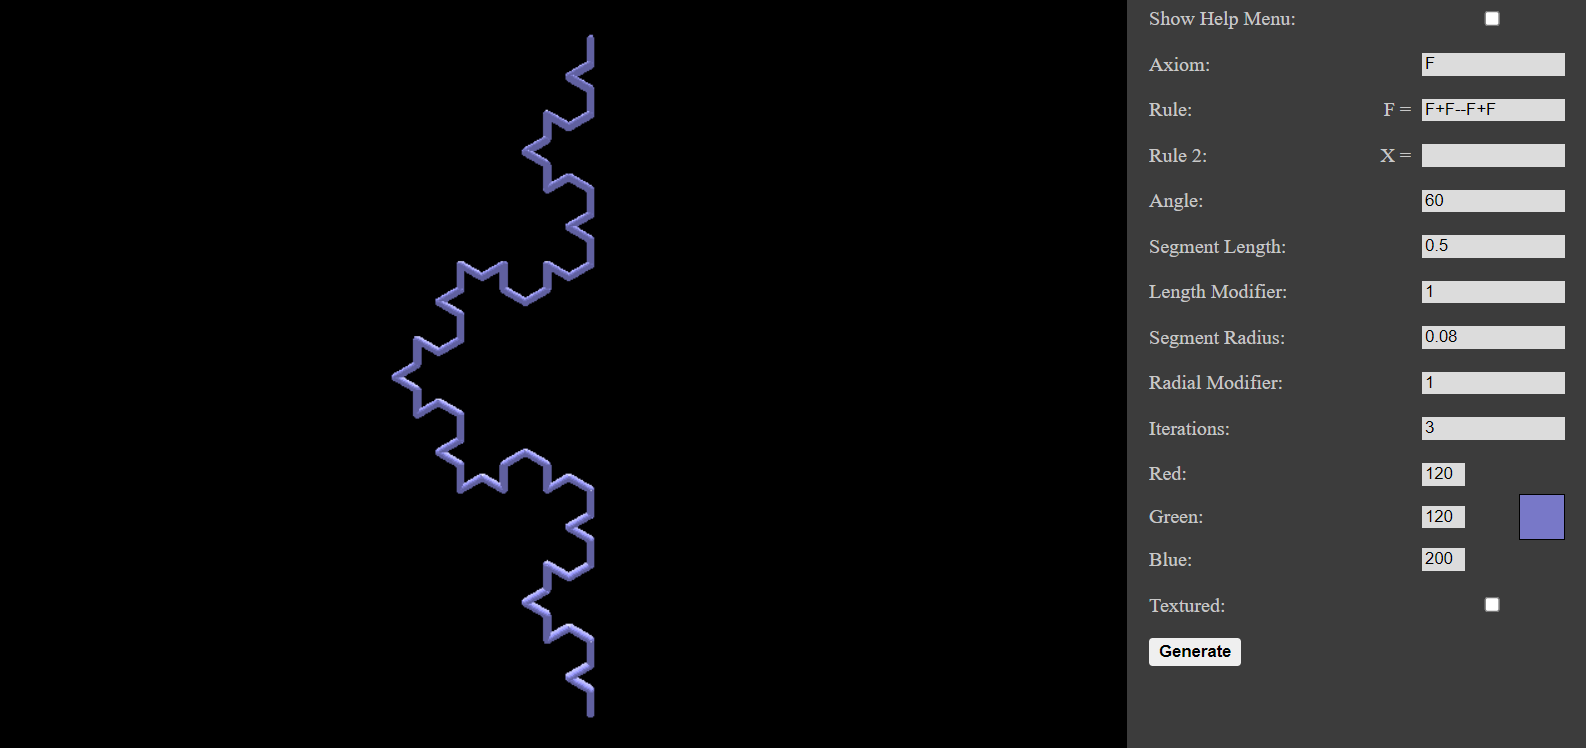 Show Help Menu:
Axiom: F
Rule: F = F+F--F+F
Rule 2: X =
Angle: 60
Segment Length: 0.5
Length Modifier: 1
Segment Radius: 0.08
Radial Modifier: 1
Iterations: 3
Red: 120
Green: 120
Blue: 200
Textured:
Generate